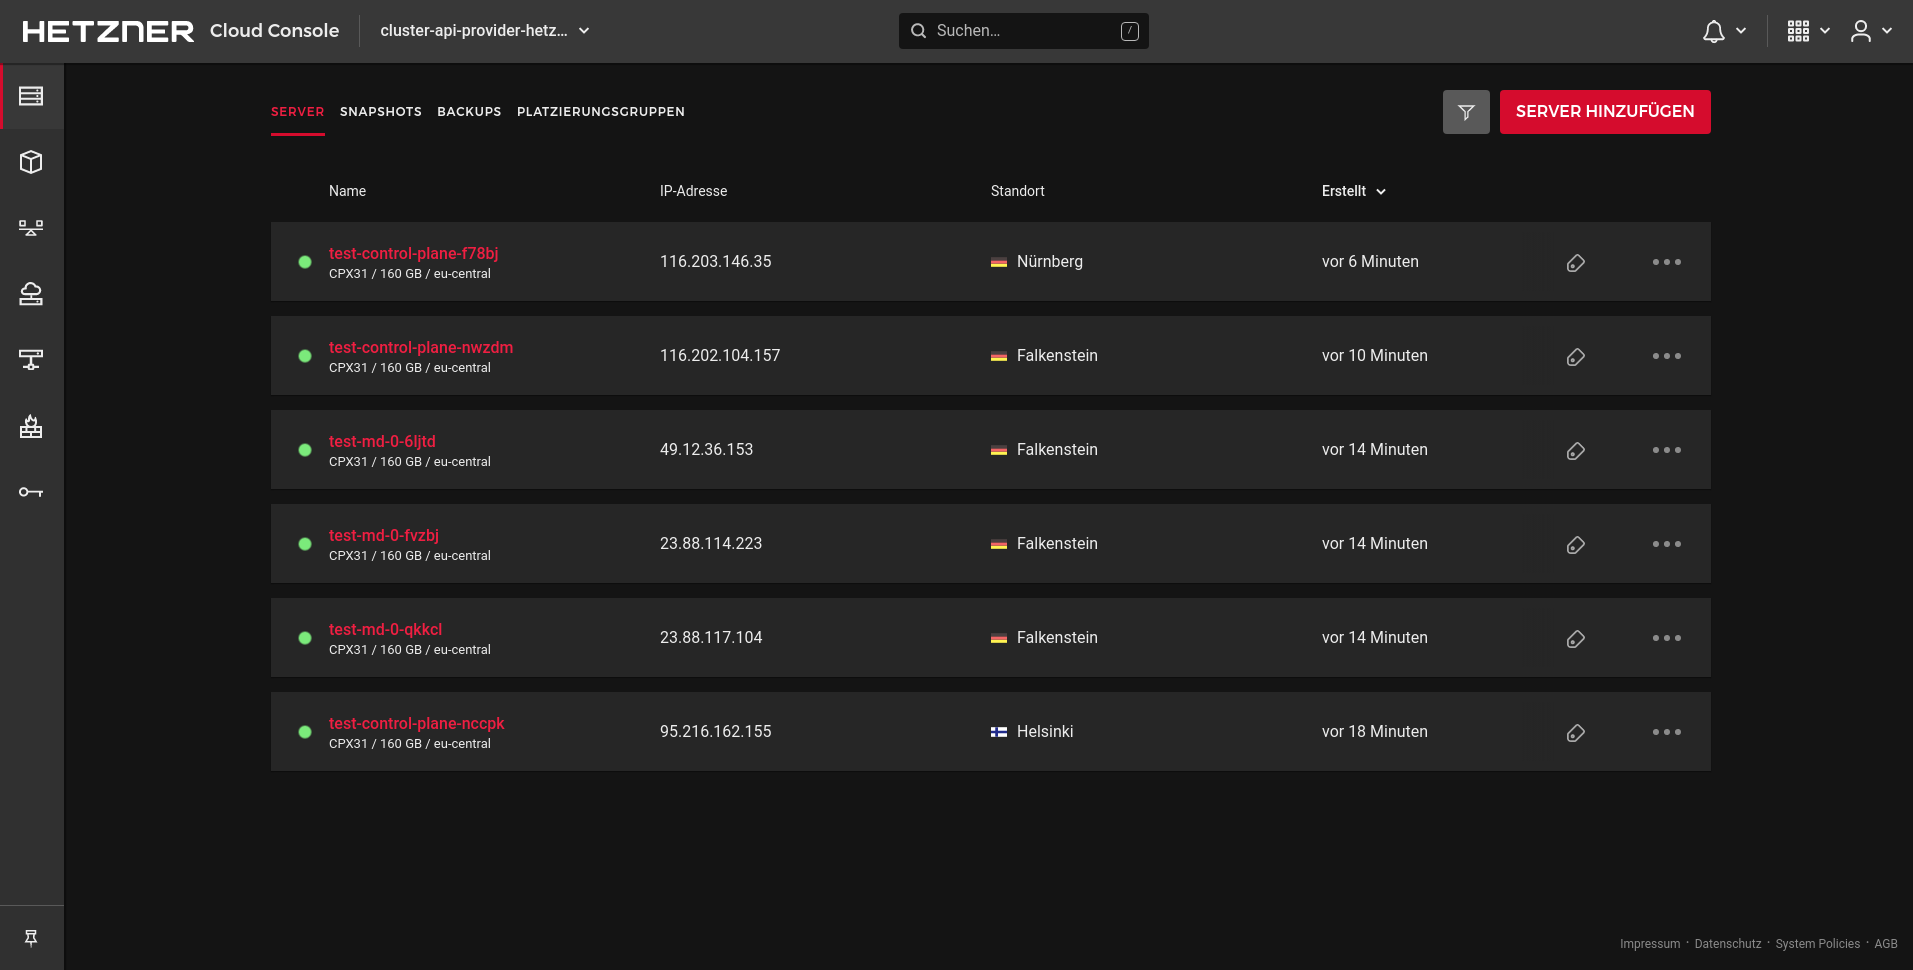 HETZNER Cloud Console cluster-api-provider-hetz... Suchen... /
SERVER SNAPSHOTS BACKUPS PLATZIERUNGSGRUPPEN SERVER HINZUFÜGEN
Name IP-Adresse Standort Erstellt
test-control-plane-f78bj 116.203.146.35 Nürnberg vor 6 Minuten
CPX31 / 160 GB / eu-central
test-control-plane-nwzdm 116.202.104.157 Falkenstein vor 10 Minuten
CPX31 / 160 GB / eu-central
test-md-0-6ljtd 49.12.36.153 Falkenstein vor 14 Minuten
CPX31 / 160 GB / eu-central
test-md-0-fvzbj 23.88.114.223 Falkenstein vor 14 Minuten
CPX31 / 160 GB / eu-central
test-md-0-qkkcl 23.88.117.104 Falkenstein vor 14 Minuten
CPX31 / 160 GB / eu-central
test-control-plane-nccpk 95.216.162.155 Helsinki vor 18 Minuten
CPX31 / 160 GB / eu-central
Impressum · Datenschutz · System Policies · AGB